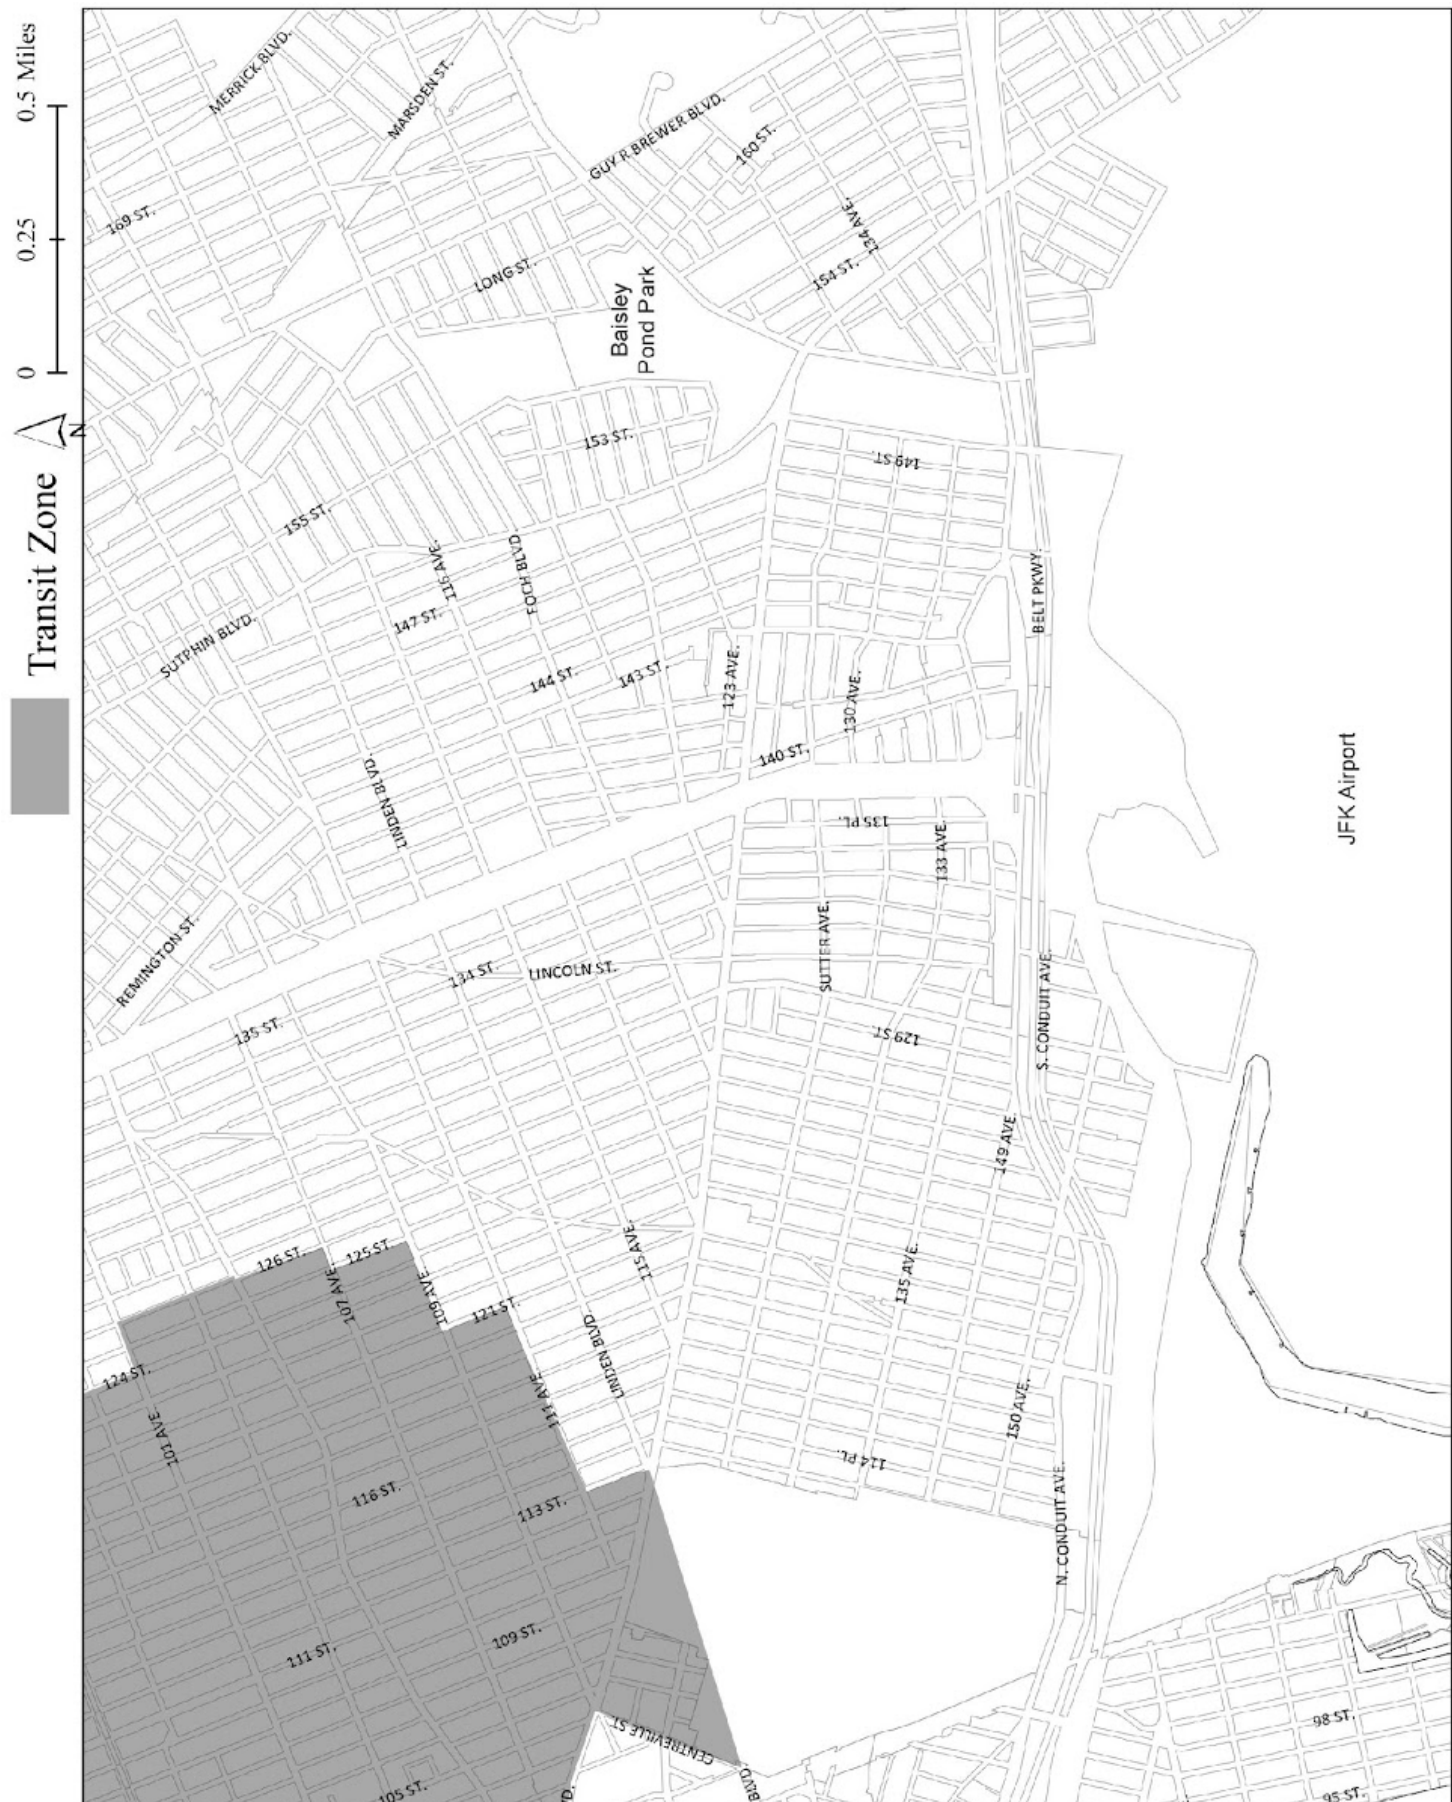 Transit Zone
N
0
0.25
0.5 Miles
MERRICK BLVD.
MARSDEN ST.
GUY R BREWER BLVD.
160 ST.
169 ST.
134 AVE.
154 ST.
LONG ST.
Baisley
Pond Park
153 ST.
149 ST.
155 ST.
116 AVE.
FOCH BLVD.
147 ST.
SUTPHIN BLVD.
BELT PKWY.
144 ST.
143 ST.
123 AVE.
130 AVE.
140 ST.
LINDEN BLVD.
135 PL.
133 AVE.
JFK Airport
REMINGTON ST.
134 ST.
LINCOLN ST.
SUTTER AVE.
S. CONDUIT AVE.
135 ST.
129 ST.
149 AVE.
126 ST.
125 ST.
115 AVE.
107 AVE.
109 AVE.
121 ST.
135 AVE.
LINDEN BLVD.
124 ST.
101 AVE.
111 AVE.
150 AVE.
114 PL.
116 ST.
113 ST.
N. CONDUIT AVE.
111 ST.
109 ST.
CENTREVILLE ST.
98 ST.
105 ST.
VD.
BLVD.
95 ST.